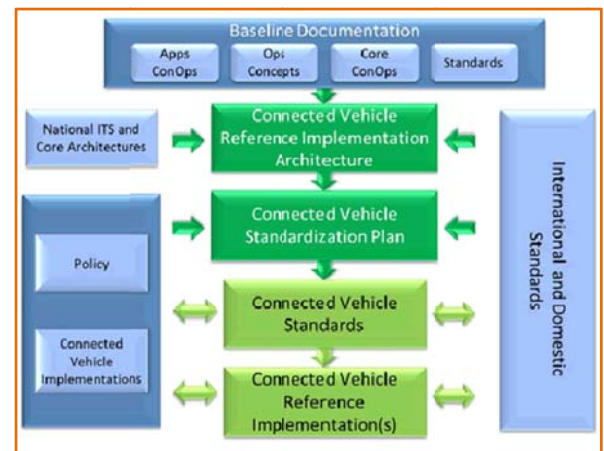 Baseline Documentation
Apps
ConOps
Ops
Concepts
Core
ConOps
Standards
National ITS and
Core Architectures
Connected Vehicle
Reference Implementation
Architecture
International and Domestic
Standards
Connected Vehicle
Standardization Plan
Policy
Connected Vehicle
Standards
Connected
Vehicle
Implementations
Connected Vehicle
Reference
Implementation(s)